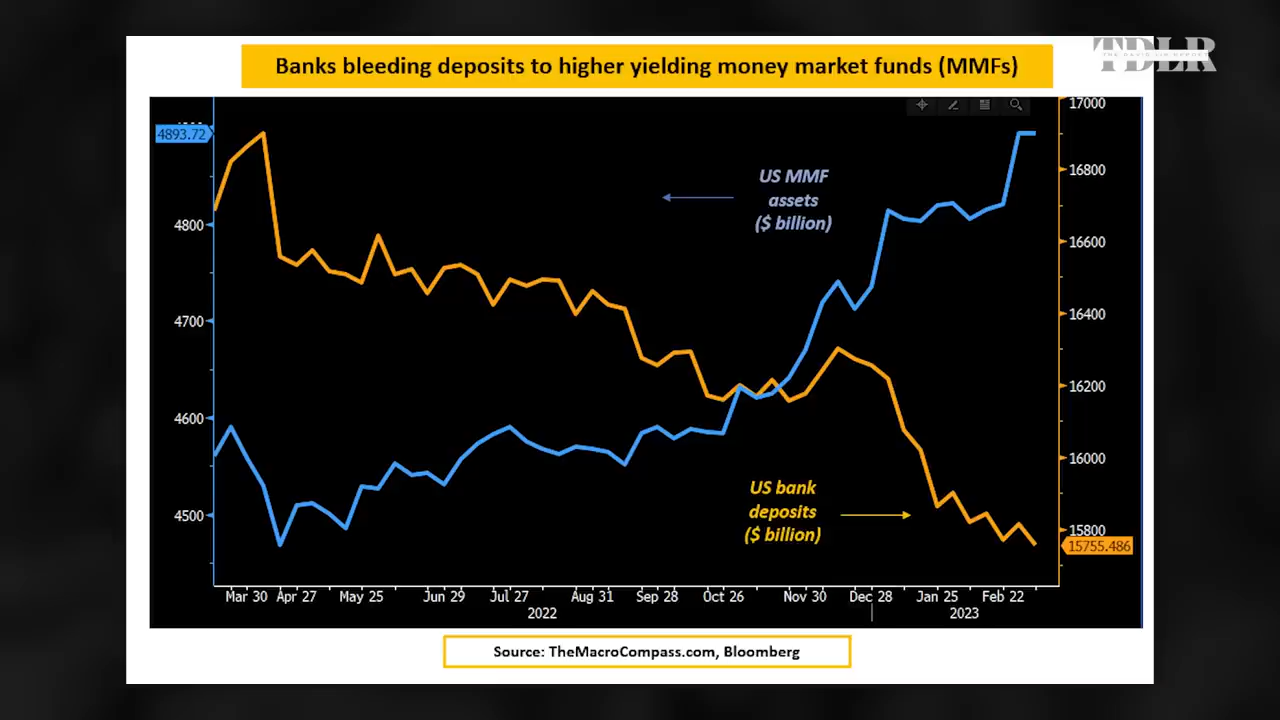 TDLR
Banks bleeding deposits to higher yielding money market funds (MMFs)
4893.72
4800
4700
4600
4500
17000
16800
16600
16400
16200
16000
15800
15755.486
US MMF
assets
($ billion)
US bank
deposits
($ billion)
Mar 30 Apr 27 May 25 Jun 29 Jul 27 Aug 31 Sep 28 Oct 26 Nov 30 Dec 28 Jan 25 Feb 22
2022 2023
Source: TheMacroCompass.com, Bloomberg